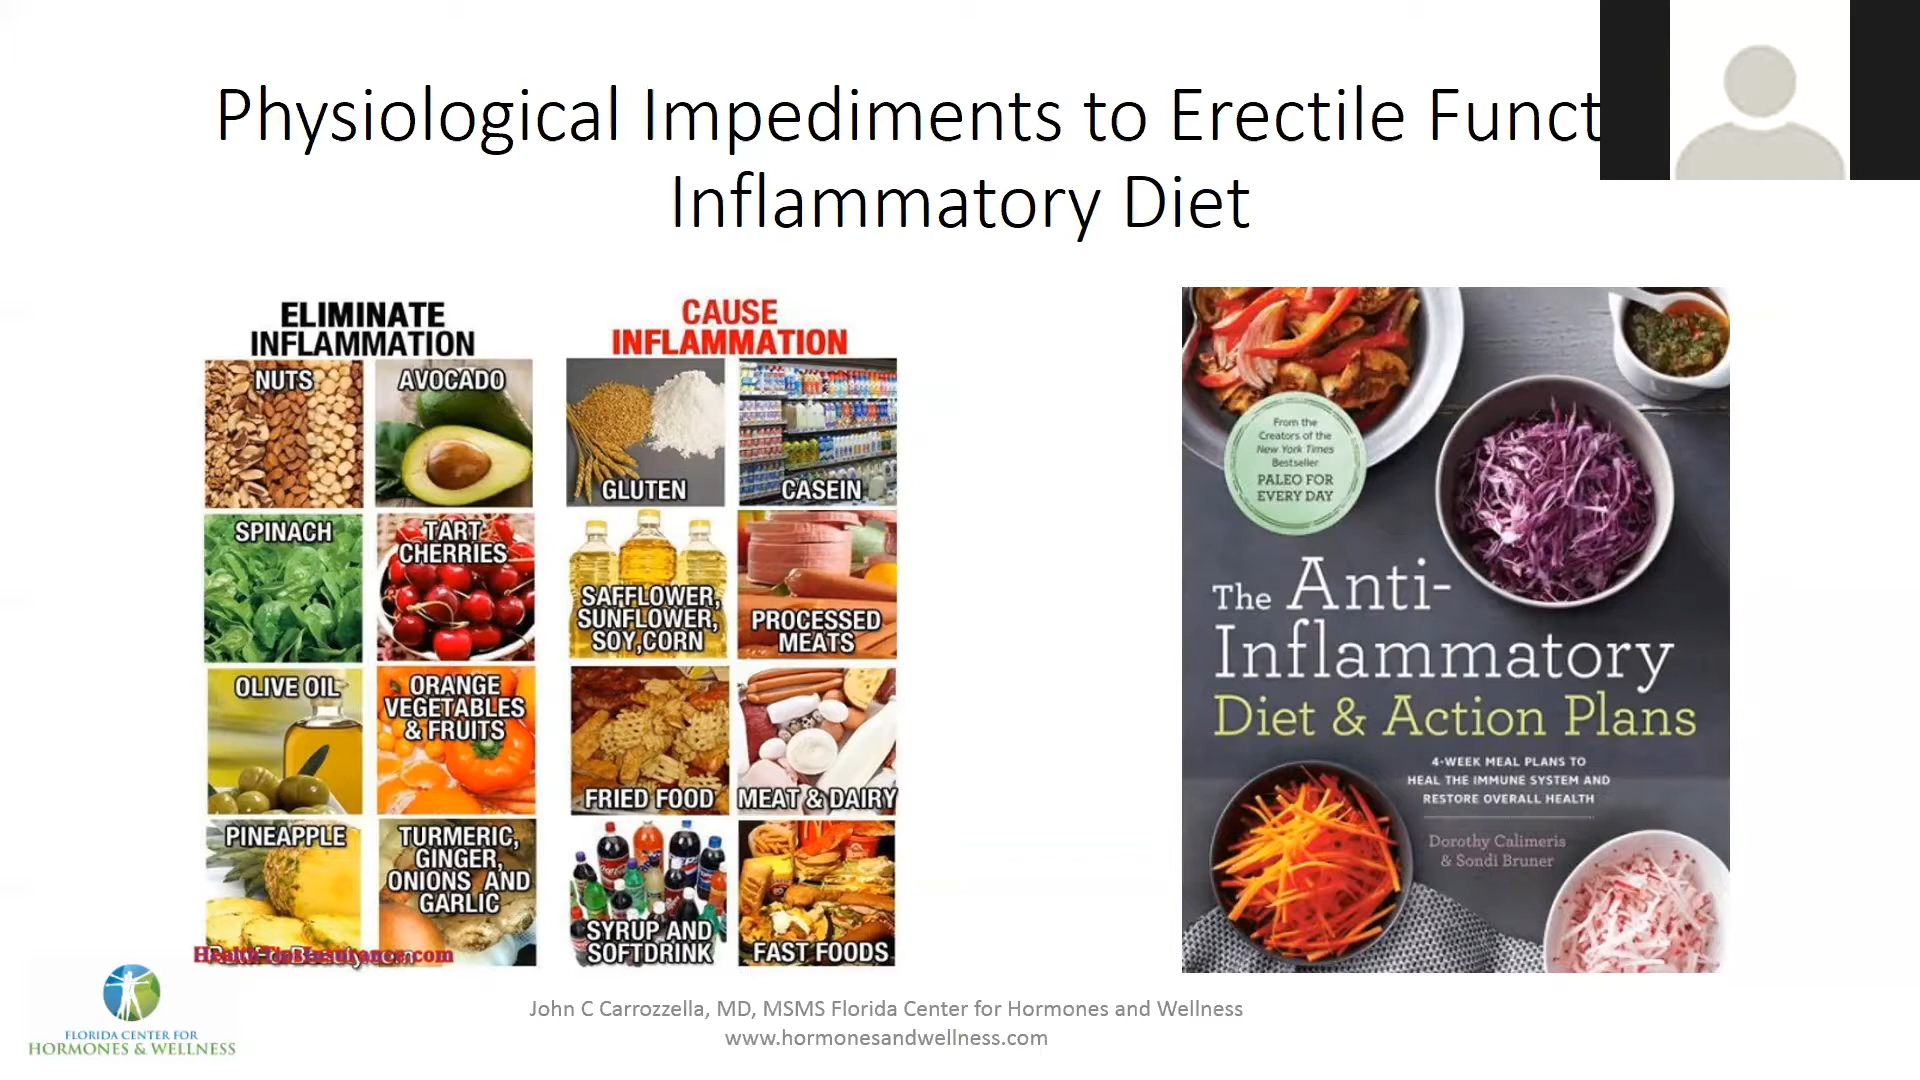 Physiological Impediments to Erectile Funct
Inflammatory Diet
ELIMINATE
INFLAMMATION
NUTS
AVOCADO
SPINACH
TART
CHERRIES
OLIVE OIL
ORANGE
VEGETABLES
& FRUITS
PINEAPPLE
TURMERIC,
GINGER,
ONIONS AND
GARLIC
CAUSE
INFLAMMATION
GLUTEN
CASEIN
SAFFLOWER,
SUNFLOWER,
SOY,CORN
PROCESSED
MEATS
FRIED FOOD
MEAT & DAIRY
SYRUP AND
SOFTDRINK
FAST FOODS
From the
Creators of the
New York Times
Bestseller
PALEO FOR
EVERY DAY
The Anti-
Inflammatory
Diet & Action Plans
4-WEEK MEAL PLANS TO
HEAL THE IMMUNE SYSTEM AND
RESTORE OVERALL HEALTH
Dorothy Calimeris
& Sondi Bruner
FLORIDA CENTER FOR
HORMONES & WELLNESS
John C Carrozzella, MD, MSMS Florida Center for Hormones and Wellness
www.hormonesandwellness.com